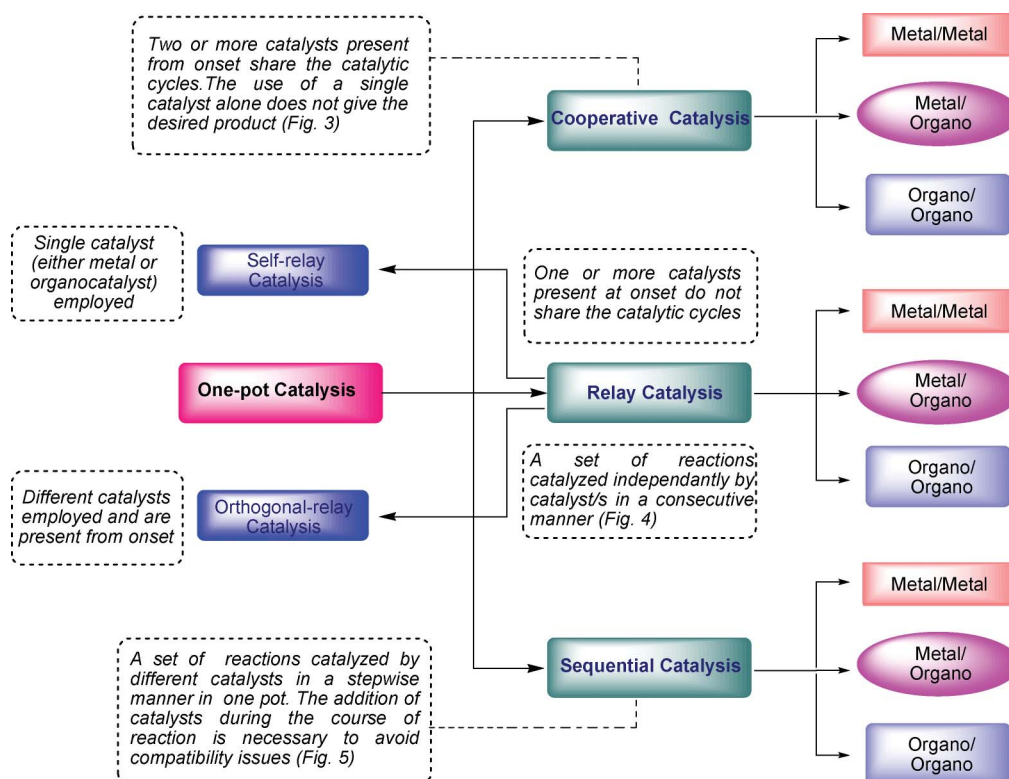 Two or more catalysts present
from onset share the catalytic
cycles.The use of a single
catalyst alone does not give the
desired product (Fig. 3)
Cooperative Catalysis
Metal/Metal
Metal/
Organo
Organo/
Organo
Single catalyst
(either metal or
organocatalyst)
employed
Self-relay
Catalysis
One or more catalysts
present at onset do not
share the catalytic cycles
One-pot Catalysis
Relay Catalysis
Metal/Metal
Metal/
Organo
Organo/
Organo
Different catalysts
employed and are
present from onset
Orthogonal-relay
Catalysis
A set of reactions
catalyzed independantly by
catalyst/s in a consecutive
manner (Fig. 4)
A set of reactions catalyzed by
different catalysts in a stepwise
manner in one pot. The addition of
catalysts during the course of
reaction is necessary to avoid
compatibility issues (Fig. 5)
Sequential Catalysis
Metal/Metal
Metal/
Organo
Organo/
Organo